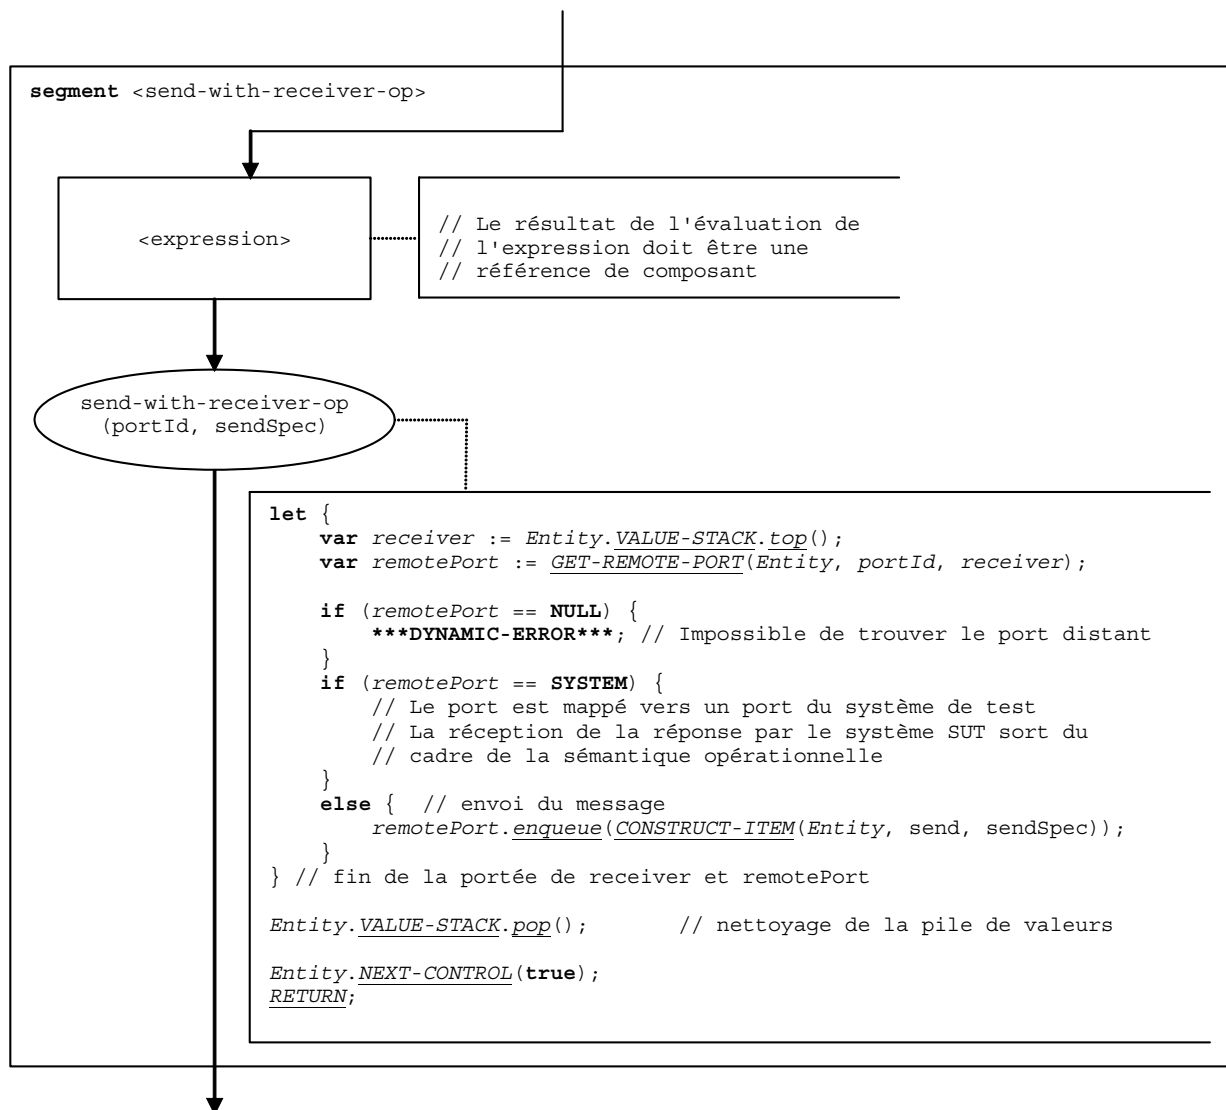 segment <send-with-receiver-op>
<expression>
// Le résultat de l'évaluation de
// l'expression doit être une
// référence de composant
send-with-receiver-op
(portId, sendSpec)
let {
var receiver := Entity.VALUE-STACK.top();
var remotePort := GET-REMOTE-PORT(Entity, portId, receiver);
if (remotePort == NULL) {
***DYNAMIC-ERROR***; // Impossible de trouver le port distant
}
if (remotePort == SYSTEM) {
// Le port est mappé vers un port du système de test
// La réception de la réponse par le système SUT sort du
// cadre de la sémantique opérationnelle
}
else { // envoi du message
remotePort.enqueue(CONSTRUCT-ITEM(Entity, send, sendSpec));
}
} // fin de la portée de receiver et remotePort
Entity.VALUE-STACK.pop(); // nettoyage de la pile de valeurs
Entity.NEXT-CONTROL(true);
RETURN;